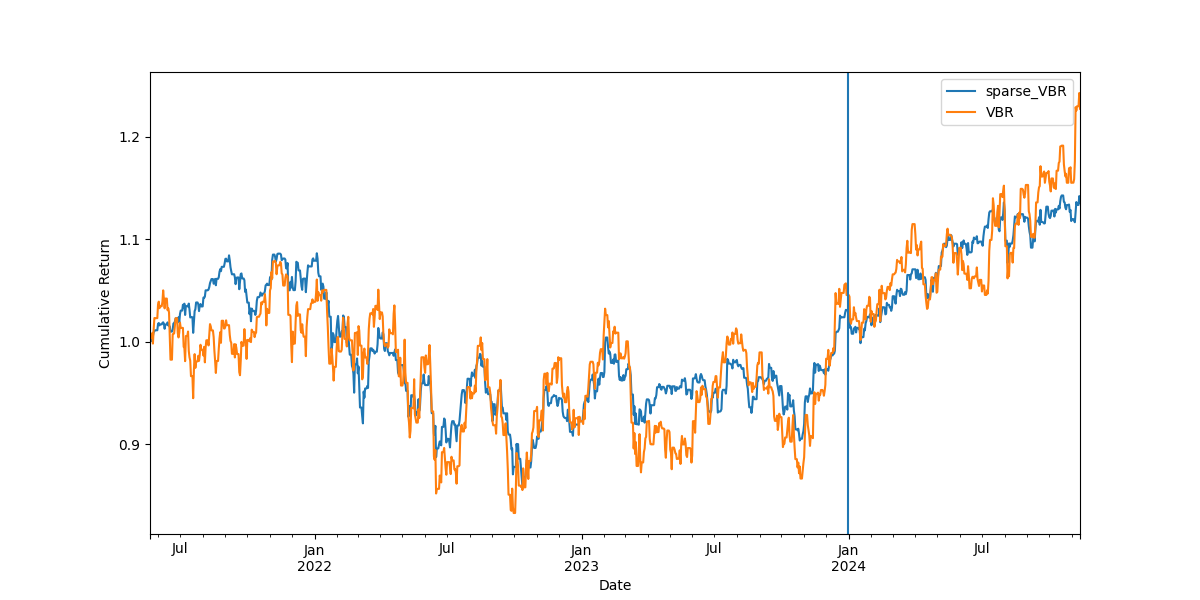 sparse_VBR
VBR
1.2
1.1
1.0
0.9
Cumulative Return
Jul
Jan
2022
Jul
Jan
2023
Jul
Jan
2024
Jul
Date